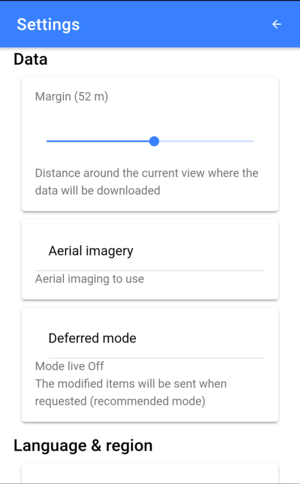 Settings
Data
Margin (52 m)
Distance around the current view where the
data will be downloaded
Aerial imagery
Aerial imaging to use
Deferred mode
Mode live Off
The modified items will be sent when
requested (recommended mode)
Language & region